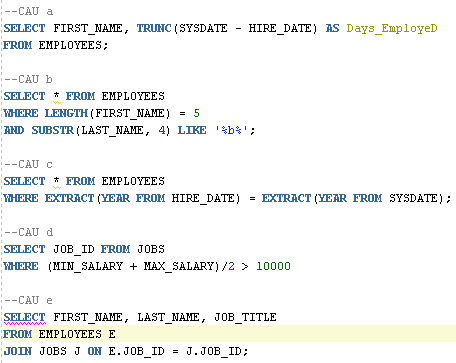 --CAU a
SELECT FIRST_NAME, TRUNC(SYSDATE - HIRE_DATE) AS Days_EmployeD
FROM EMPLOYEES;
--CAU b
SELECT * FROM EMPLOYEES
WHERE LENGTH(FIRST_NAME) = 5
AND SUBSTR(LAST_NAME, 4) LIKE '%b%';
--CAU c
SELECT * FROM EMPLOYEES
WHERE EXTRACT(YEAR FROM HIRE_DATE) = EXTRACT(YEAR FROM SYSDATE);
--CAU d
SELECT JOB_ID FROM JOBS
WHERE (MIN_SALARY + MAX_SALARY)/2 > 10000
--CAU e
SELECT FIRST_NAME, LAST_NAME, JOB_TITLE
FROM EMPLOYEES E
JOIN JOBS J ON E.JOB_ID = J.JOB_ID;